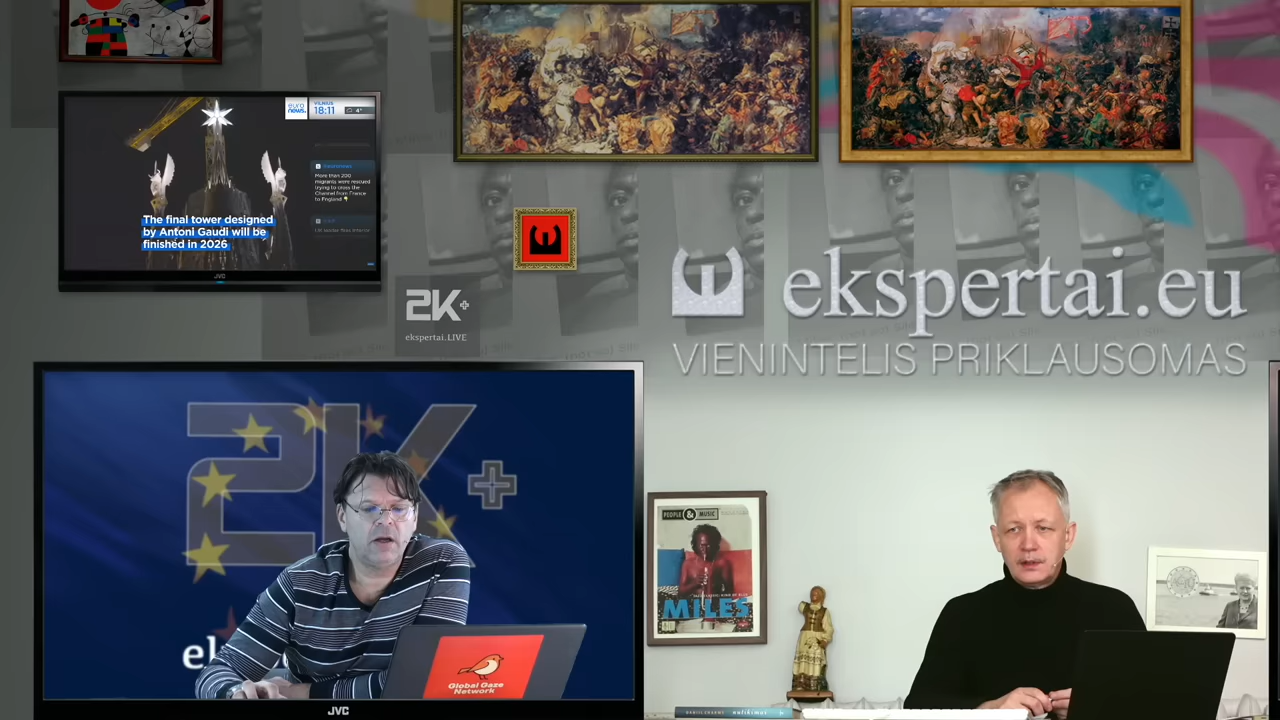 euro
news.
VILNIUS
18:11
4°
More than 200
migrants were rescued
trying to cross the
Channel from France
to England
The final tower designed
by Antoni Gaudi will be
finished in 2026
JVC
2K+
ekspertai.LIVE
ekspertai.eu
VIENINTELIS PRIKLAUSOMAS
2K+
PEOPLE & MUSIC
MILES
Global Gaze
Network
JVC